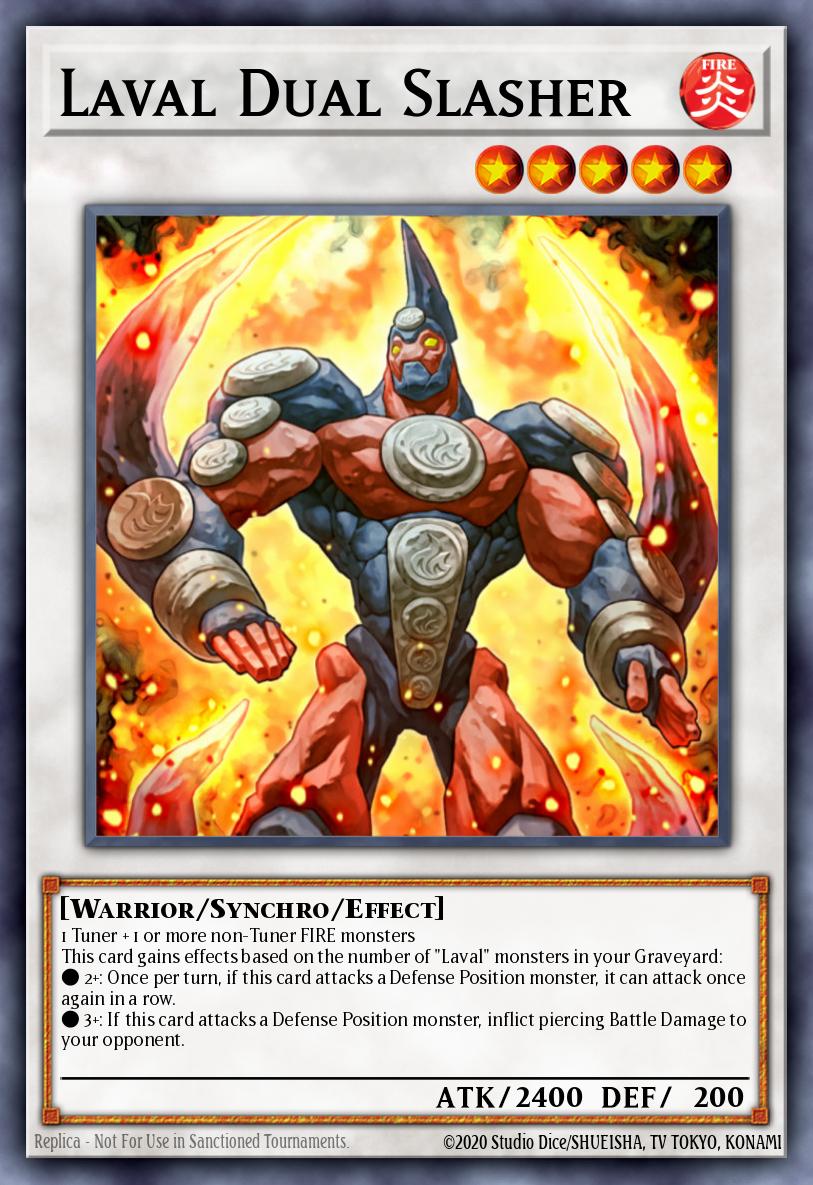 Laval Dual Slasher
FIRE
炎
[Warrior/Synchro/Effect]
1 Tuner + 1 or more non-Tuner FIRE monsters
This card gains effects based on the number of "Laval" monsters in your Graveyard:
● 2+: Once per turn, if this card attacks a Defense Position monster, it can attack once
again in a row.
● 3+: If this card attacks a Defense Position monster, inflict piercing Battle Damage to
your opponent.
ATK/2400 DEF/ 200
Replica - Not For Use in Sanctioned Tournaments.
©2020 Studio Dice/SHUEISHA, TV TOKYO, KONAMI